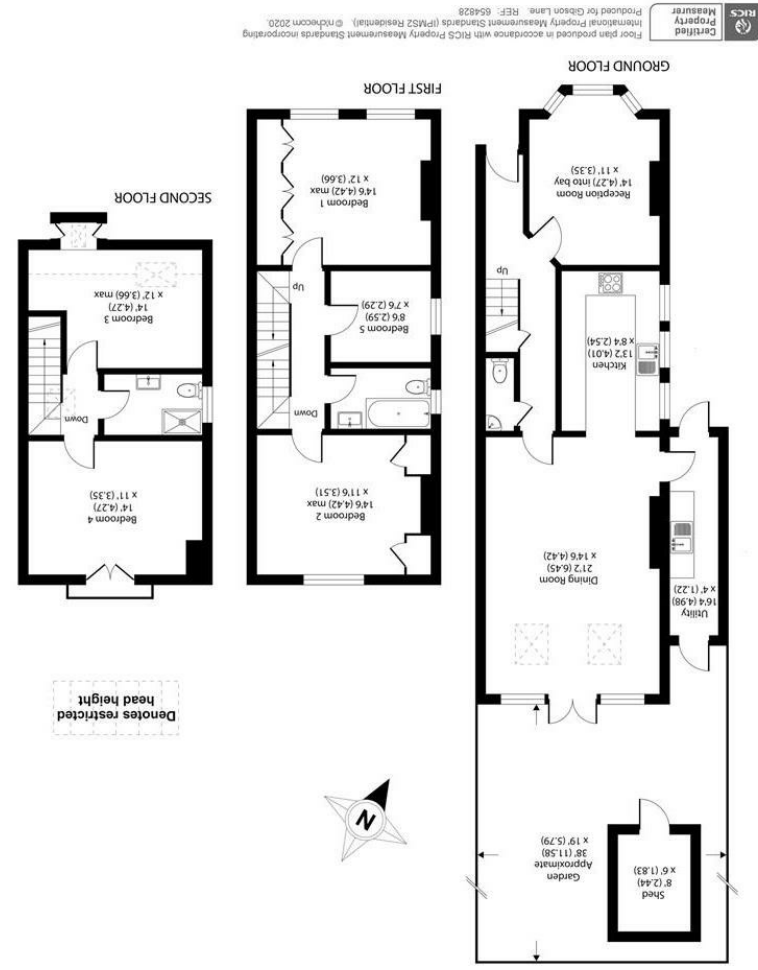 Shed
8' (2.44)
x 6' (1.83)
Garden
Approximate
38' (11.58)
x 19' (5.79)
N
Denotes restricted
head height
Utility
16'4 (4.98)
x 4' (1.22)
Dining Room
21'2 (6.45)
x 14'6 (4.42)
Kitchen
13'2 (4.01)
x 8'4 (2.54)
Up
Reception Room
14' (4.27) into bay
x 11' (3.35)
GROUND FLOOR
Bedroom 2
14'6 (4.42) max
x 11'6 (3.51)
Down
Bedroom 5
8'6 (2.59)
x 7'6 (2.29)
Up
Bedroom 1
14'6 (4.42) max
x 12' (3.66)
FIRST FLOOR
Bedroom 4
14' (4.27)
x 11' (3.35)
Down
Bedroom 3
14' (4.27)
x 12' (3.66) max
SECOND FLOOR
RICS
Certified
Property
Measurer
Floor plan produced in accordance with RICS Property Measurement Standards incorporating
International Property Measurement Standards (IPMS2 Residential). © nichecom 2020.
Produced for Gibson Lane. REF: 654828